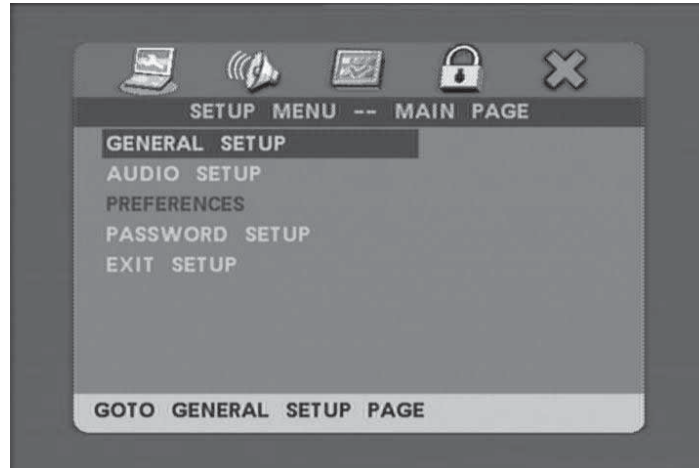 SETUP MENU -- MAIN PAGE
GENERAL SETUP
AUDIO SETUP
PREFERENCES
PASSWORD SETUP
EXIT SETUP
GOTO GENERAL SETUP PAGE